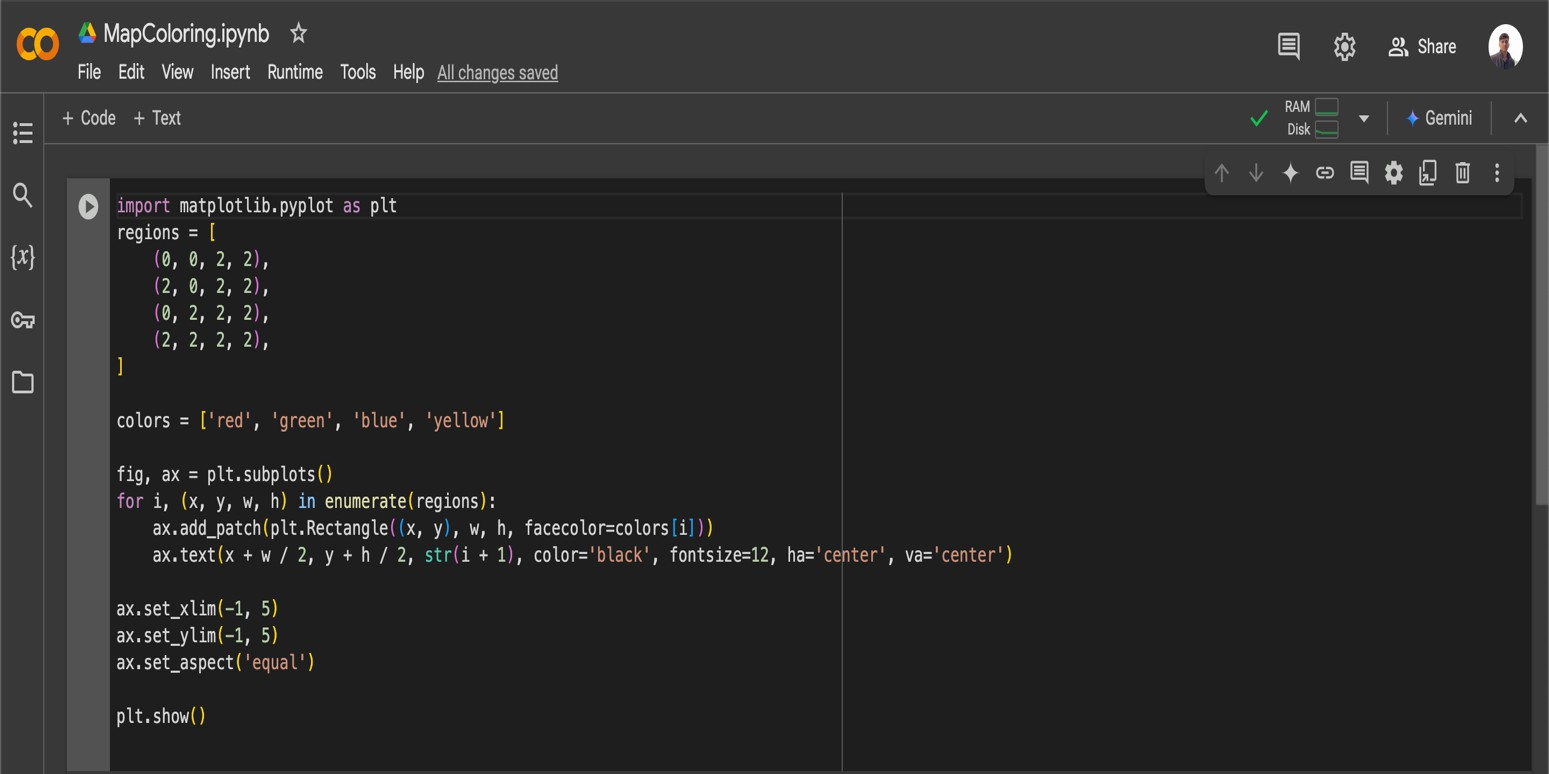 MapColoring.ipynb
File Edit View Insert Runtime Tools Help All changes saved
Share
+ Code + Text
RAM
Disk
Gemini
{x}
import matplotlib.pyplot as plt
regions = [
    (0, 0, 2, 2),
    (2, 0, 2, 2),
    (0, 2, 2, 2),
    (2, 2, 2, 2),
]
colors = ['red', 'green', 'blue', 'yellow']
fig, ax = plt.subplots()
for i, (x, y, w, h) in enumerate(regions):
    ax.add_patch(plt.Rectangle((x, y), w, h, facecolor=colors[i]))
    ax.text(x + w / 2, y + h / 2, str(i + 1), color='black', fontsize=12, ha='center', va='center')
ax.set_xlim(-1, 5)
ax.set_ylim(-1, 5)
ax.set_aspect('equal')
plt.show()